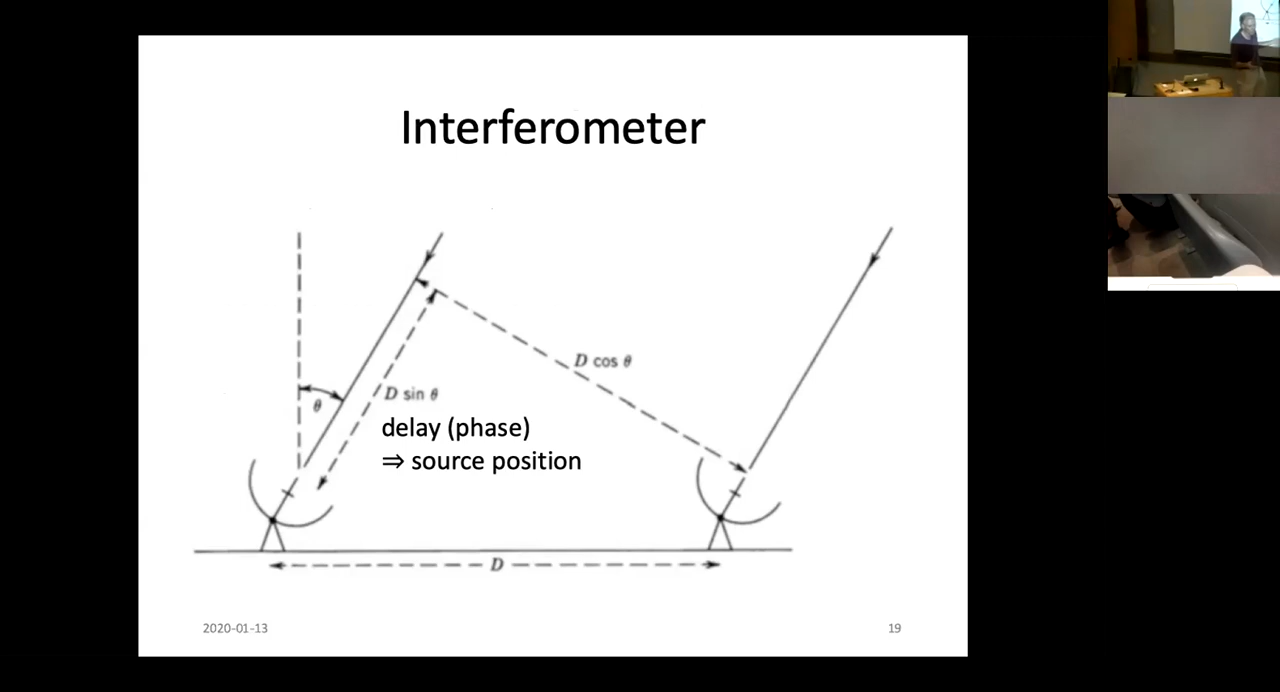 Interferometer
D cos θ
D sin θ
θ
delay (phase)
⇒ source position
D
2020-01-13
19